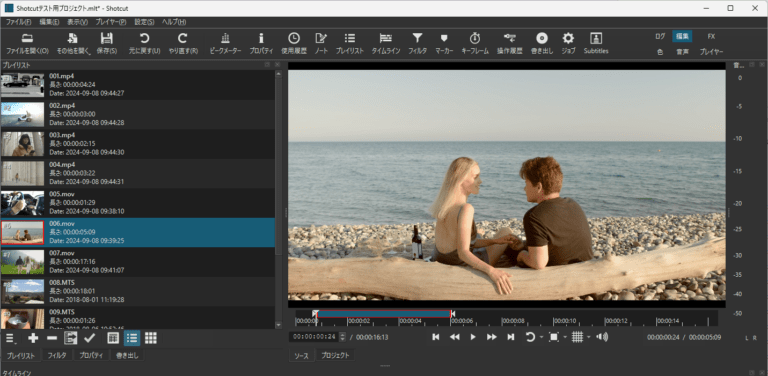 Shotcutテスト用プロジェクト.mlt* - Shotcut
ファイル(F) 編集(E) 表示(V) プレーヤー(P) 設定(S) ヘルプ(H)
ファイルを開く(O) その他を開く 保存(S) 元に戻す(U) やり直す(R) ピークメーター プロパティ 使用履歴 ノート プレイリスト タイムライン フィルタ マーカー キーフレーム 操作履歴 書き出し ジョブ Subtitles
ログ 編集 FX
色 音声 プレイヤー
プレイリスト
001.mp4
長さ: 00:00:04:24
Date: 2024-09-08 09:44:27
002.mp4
長さ: 00:00:03:00
Date: 2024-09-08 09:44:28
003.mp4
長さ: 00:00:02:15
Date: 2024-09-08 09:44:30
004.mp4
長さ: 00:00:03:22
Date: 2024-09-08 09:44:31
005.mov
長さ: 00:00:01:29
Date: 2024-09-08 09:38:10
006.mov
長さ: 00:00:05:09
Date: 2024-09-08 09:39:25
007.mov
長さ: 00:00:17:16
Date: 2024-09-08 09:41:07
008.MTS
長さ: 00:00:18:01
Date: 2018-08-01 11:19:28
009.MTS
長さ: 00:00:01:26
プレイリスト フィルタ プロパティ 書き出し
00:00:00 00:00:02 00:00:04 00:00:06 00:00:08 00:00:10 00:00:12 00:00:14
00:00:00:24 / 00:00:16:13
00:00:00:24 / 00:00:05:09
ソース プロジェクト
音...
0
-5
-10
-15
-20
-25
-30
-35
-40
-50
L R
タイムライン